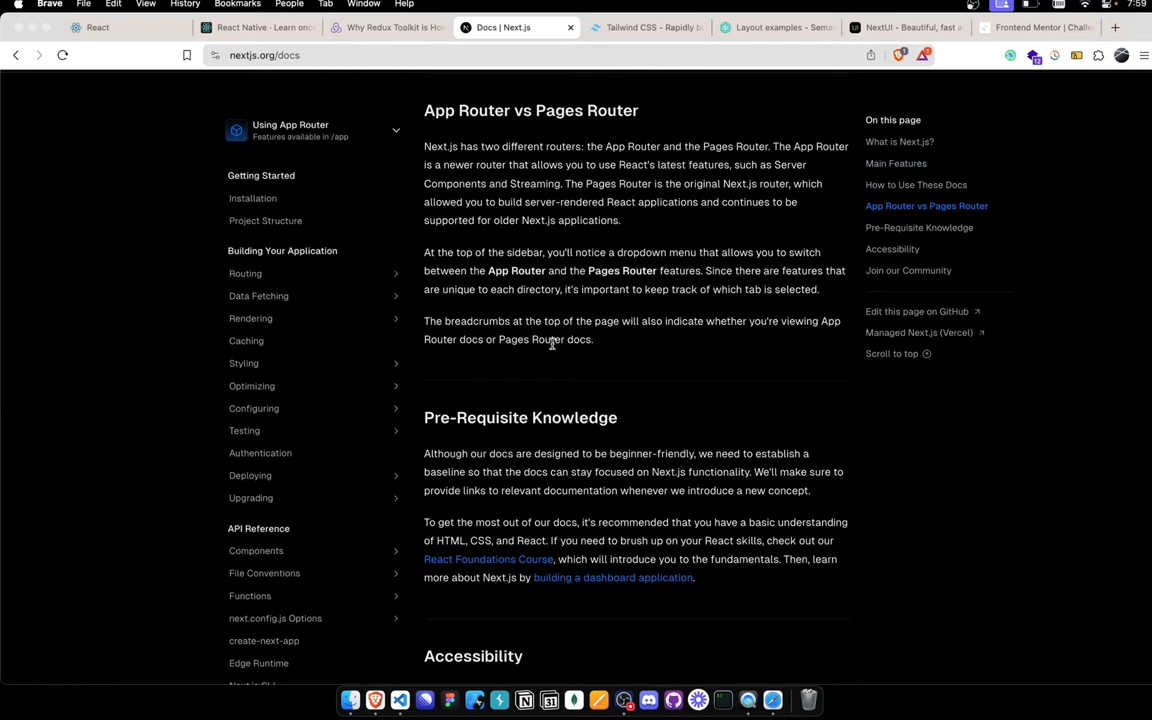 Brave File Edit View History Bookmarks People Tab Window Help 7:59
React
React Native - Learn once
Why Redux Toolkit is How
Docs | Next.js
Tailwind CSS - Rapidly bu
Layout examples - Sema
NextUI - Beautiful, fast a
Frontend Mentor | Challe
nextjs.org/docs
Using App Router
Features available in /app
Getting Started
Installation
Project Structure
Building Your Application
Routing
Data Fetching
Rendering
Caching
Styling
Optimizing
Configuring
Testing
Authentication
Deploying
Upgrading
API Reference
Components
File Conventions
Functions
next.config.js Options
create-next-app
Edge Runtime
App Router vs Pages Router
Next.js has two different routers: the App Router and the Pages Router. The App Router
is a newer router that allows you to use React's latest features, such as Server
Components and Streaming. The Pages Router is the original Next.js router, which
allowed you to build server-rendered React applications and continues to be
supported for older Next.js applications.
At the top of the sidebar, you'll notice a dropdown menu that allows you to switch
between the App Router and the Pages Router features. Since there are features that
are unique to each directory, it's important to keep track of which tab is selected.
The breadcrumbs at the top of the page will also indicate whether you're viewing App
Router docs or Pages Router docs.
Pre-Requisite Knowledge
Although our docs are designed to be beginner-friendly, we need to establish a
baseline so that the docs can stay focused on Next.js functionality. We'll make sure to
provide links to relevant documentation whenever we introduce a new concept.
To get the most out of our docs, it's recommended that you have a basic understanding
of HTML, CSS, and React. If you need to brush up on your React skills, check out our
React Foundations Course, which will introduce you to the fundamentals. Then, learn
more about Next.js by building a dashboard application.
Accessibility
On this page
What is Next.js?
Main Features
How to Use These Docs
App Router vs Pages Router
Pre-Requisite Knowledge
Accessibility
Join our Community
Edit this page on GitHub
Managed Next.js (Vercel)
Scroll to top